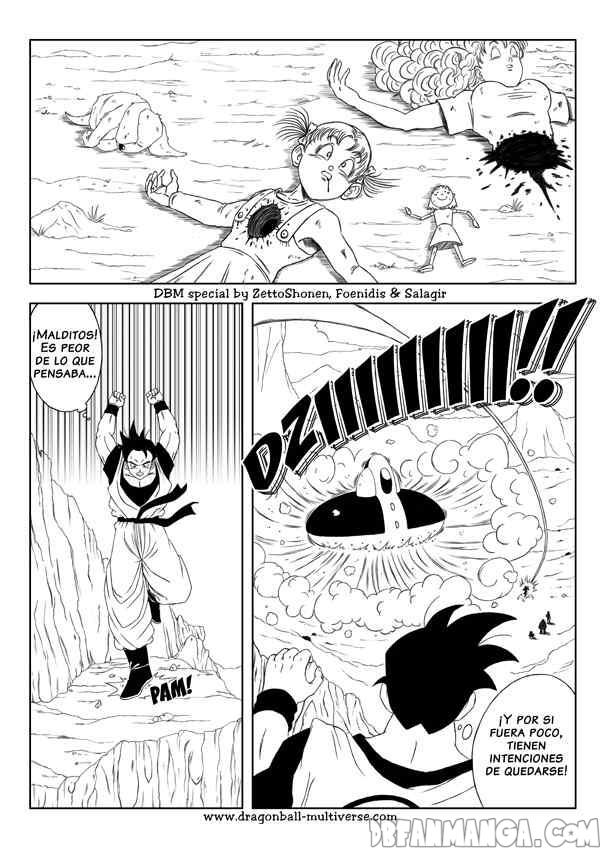 DBM special by ZettoShonen, Foenidis & Salagir
¡MALDITOS!
ES PEOR
DE LO QUE
PENSABA...
DZIIIIIIIII!!
PAM!
¡Y POR SI
FUERA POCO,
TIENEN
INTENCIONES
DE QUEDARSE!
www.dragonball-multiverse.com
DBFANMANGA.COM